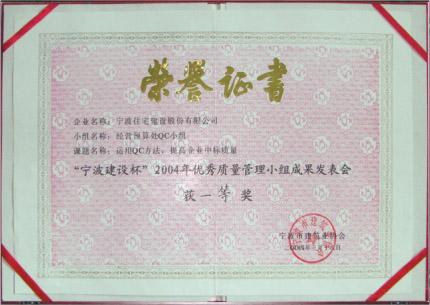 荣誉证书
企业名称：宁波住宅建设股份有限公司
小组名称：经营预算处QC小组
课题名称：运用QC方法，提高企业中标质量
“宁波建设杯”2004年优秀质量管理小组成果发表会
获一等奖
宁波市建筑业协会